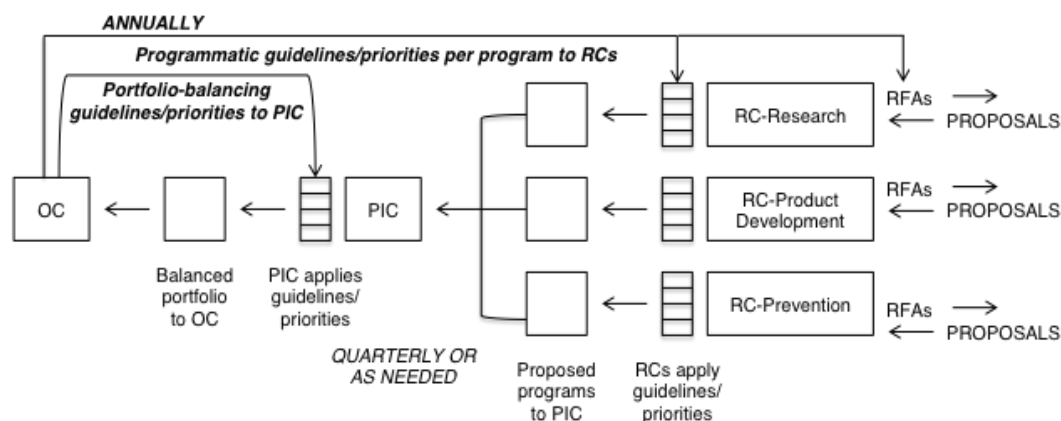 ANNUALLY
Programmatic guidelines/priorities per program to RCs
Portfolio-balancing
guidelines/priorities to PIC
RC-Research
RFAs
PROPOSALS
OC
PIC
RC-Product
Development
RFAs
PROPOSALS
Balanced
portfolio
to OC
PIC applies
guidelines/
priorities
RC-Prevention
RFAs
PROPOSALS
QUARTERLY OR
AS NEEDED
Proposed
programs
to PIC
RCs apply
guidelines/
priorities